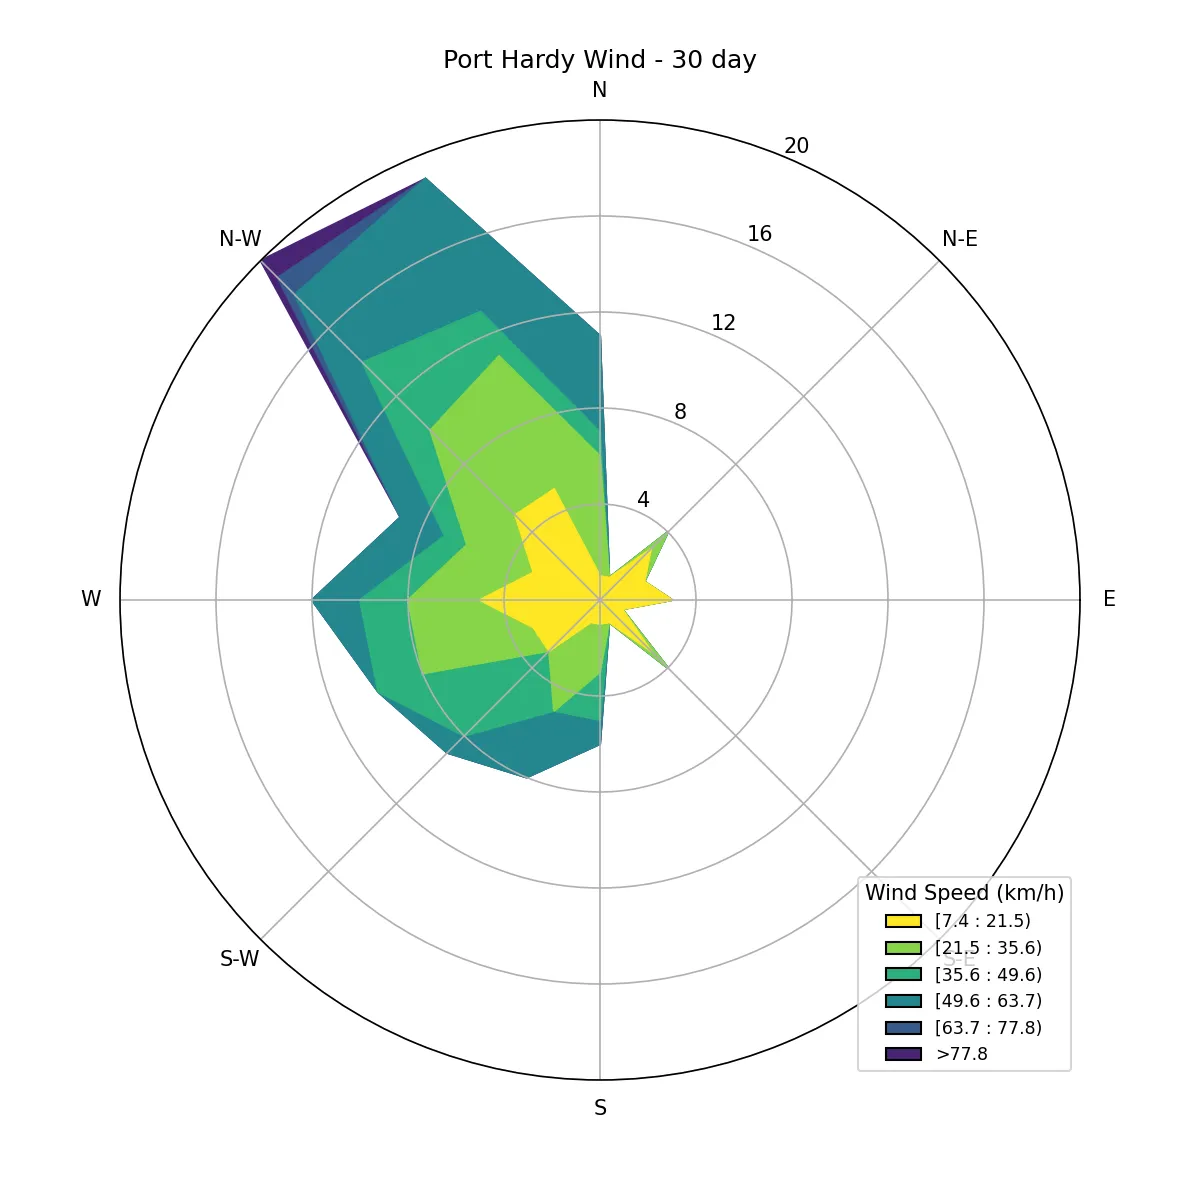 Port Hardy Wind - 30 day
N
20
16
N-W
N-E
12
8
4
W
E
Wind Speed (km/h)
[7.4 : 21.5)
[21.5 : 35.6)
S-W
S-E
[35.6 : 49.6)
[49.6 : 63.7)
[63.7 : 77.8)
>77.8
S